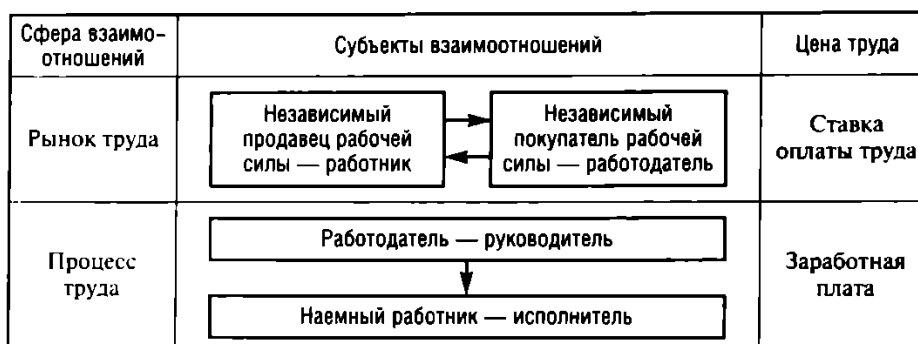 Сфера взаимо-
отношений
Субъекты взаимоотношений
Цена труда
Рынок труда
Независимый
продавец рабочей
силы — работник
Независимый
покупатель рабочей
силы — работодатель
Ставка
оплаты труда
Процесс
труда
Работодатель — руководитель
Наемный работник — исполнитель
Заработная
плата